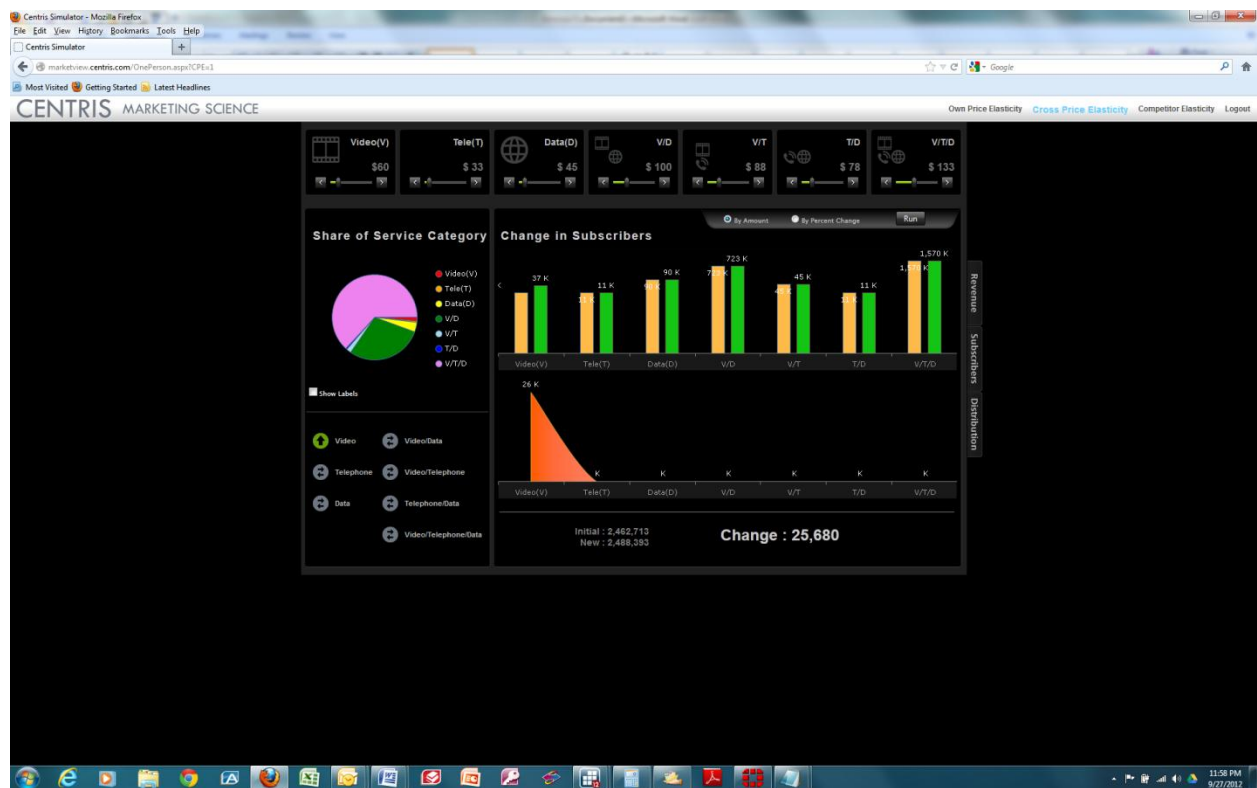 Centris Simulator - Mozilla Firefox
File Edit View History Bookmarks Tools Help
Centris Simulator +
marketview.centris.com/OnePerson.aspx?CPE=1
Google
Most Visited Getting Started Latest Headlines
CENTRIS MARKETING SCIENCE
Own Price Elasticity Cross Price Elasticity Competitor Elasticity Logout
Video(V) Tele(T) Data(D) V/D V/T T/D V/T/D
$60 $ 33 $ 45 $ 100 $ 88 $ 78 $ 133
By Amount By Percent Change Run
Share of Service Category
Video(V)
Tele(T)
Data(D)
V/D
V/T
T/D
V/T/D
Show Labels
Video Video/Data
Telephone Video/Telephone
Data Telephone/Data
Video/Telephone/Data
Change in Subscribers
37 K 11 K 90 K 723 K 45 K 11 K 1,570 K
11 K 90 K 723 K 45 K 11 K 1,570 K
Video(V) Tele(T) Data(D) V/D V/T T/D V/T/D
26 K K K K K K K
Video(V) Tele(T) Data(D) V/D V/T T/D V/T/D
Initial : 2,462,713
New : 2,488,393
Change : 25,680
Revenue
Subscribers
Distribution
11:58 PM
9/27/2012